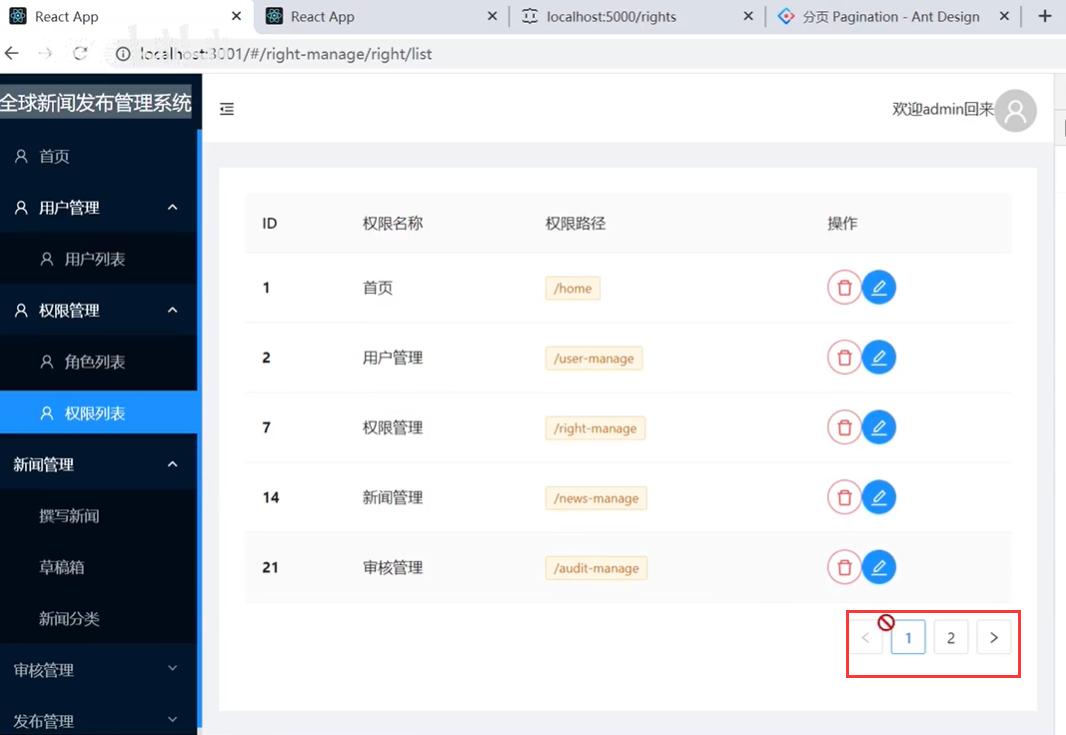 React App
React App
localhost:5000/rights
分页 Pagination - Ant Design
localhost:3001/#/right-manage/right/list
全球新闻发布管理系统
欢迎admin回来
首页
用户管理
用户列表
权限管理
角色列表
权限列表
新闻管理
撰写新闻
草稿箱
新闻分类
审核管理
发布管理
ID 权限名称 权限路径 操作
1 首页 /home
2 用户管理 /user-manage
7 权限管理 /right-manage
14 新闻管理 /news-manage
21 审核管理 /audit-manage
< 1 2 >